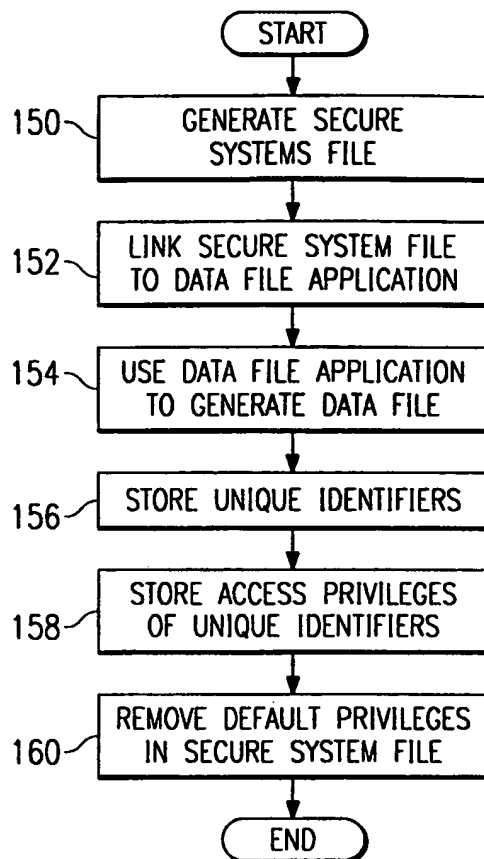 START
150
GENERATE SECURE
SYSTEMS FILE
152
LINK SECURE SYSTEM FILE
TO DATA FILE APPLICATION
154
USE DATA FILE APPLICATION
TO GENERATE DATA FILE
156
STORE UNIQUE IDENTIFIERS
158
STORE ACCESS PRIVILEGES
OF UNIQUE IDENTIFIERS
160
REMOVE DEFAULT PRIVILEGES
IN SECURE SYSTEM FILE
END